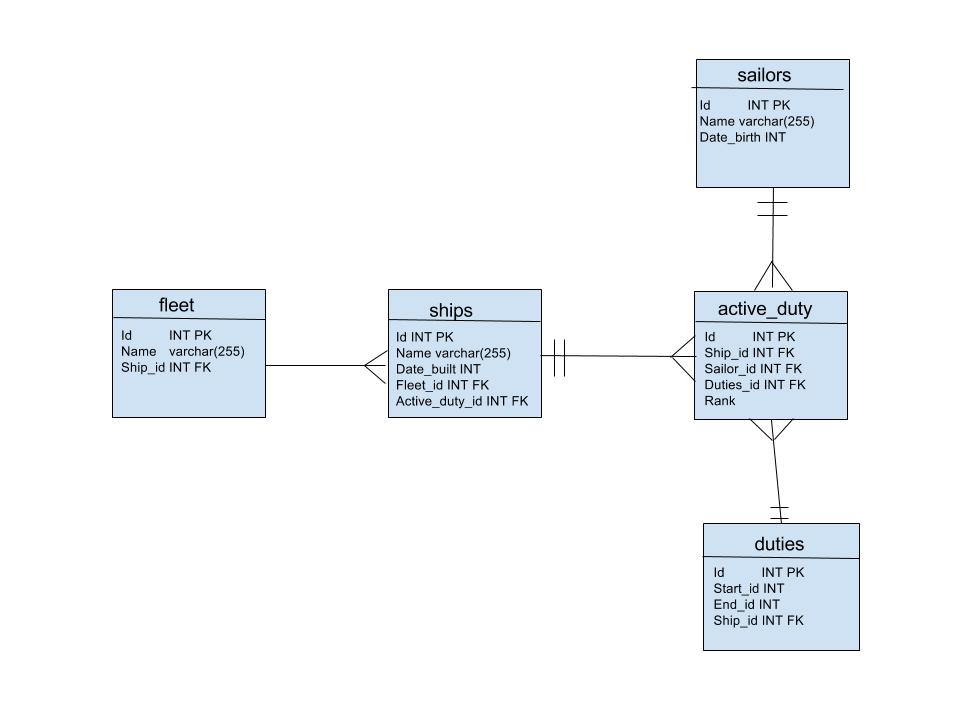 sailors
Id INT PK
Name varchar(255)
Date_birth INT
fleet
Id INT PK
Name varchar(255)
Ship_id INT FK
ships
Id INT PK
Name varchar(255)
Date_built INT
Fleet_id INT FK
Active_duty_id INT FK
active_duty
Id INT PK
Ship_id INT FK
Sailor_id INT FK
Duties_id INT FK
Rank
duties
Id INT PK
Start_id INT
End_id INT
Ship_id INT FK